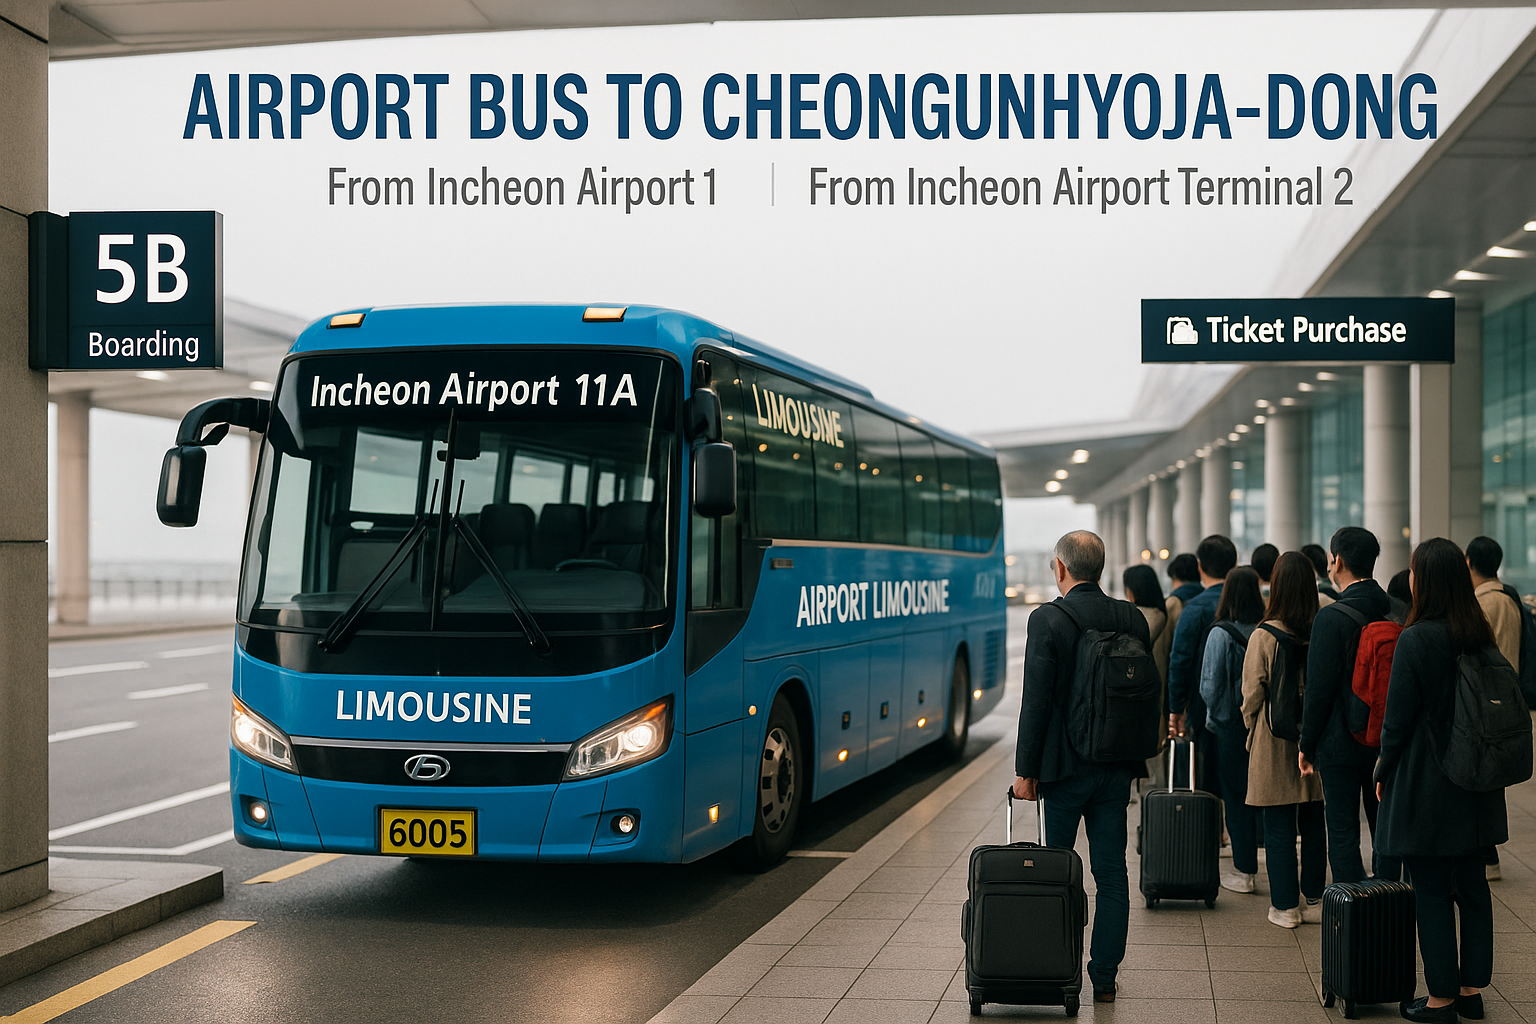 AIRPORT BUS TO CHEONGUNHYOJA-DONG
From Incheon Airport 1
From Incheon Airport Terminal 2
5B
Boarding
Ticket Purchase
Incheon Airport 11A
LIMOUSINE
AIRPORT LIMOUSINE
LIMOUSINE
6005